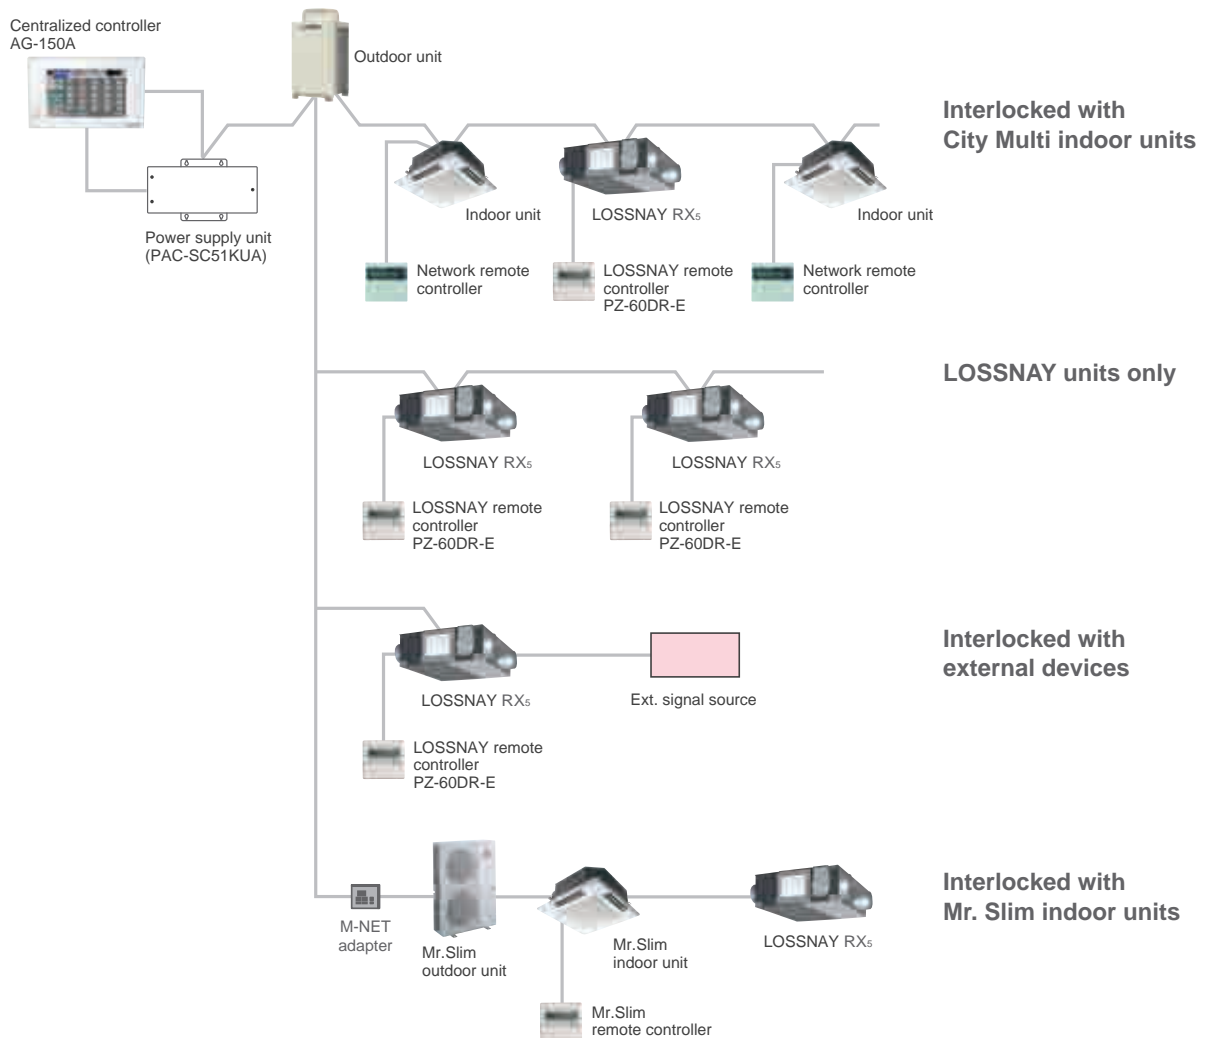 Centralized controller
AG-150A
Outdoor unit
Interlocked with
City Multi indoor units
Indoor unit
LOSSNAY RX5
Indoor unit
Power supply unit
(PAC-SC51KUA)
Network remote
controller
LOSSNAY remote
controller
PZ-60DR-E
Network remote
controller
LOSSNAY units only
LOSSNAY RX5
LOSSNAY RX5
LOSSNAY remote
controller
PZ-60DR-E
LOSSNAY remote
controller
PZ-60DR-E
Interlocked with
external devices
LOSSNAY RX5
Ext. signal source
LOSSNAY remote
controller
PZ-60DR-E
Interlocked with
Mr. Slim indoor units
M-NET
adapter
Mr.Slim
outdoor unit
Mr.Slim
indoor unit
LOSSNAY RX5
Mr.Slim
remote controller